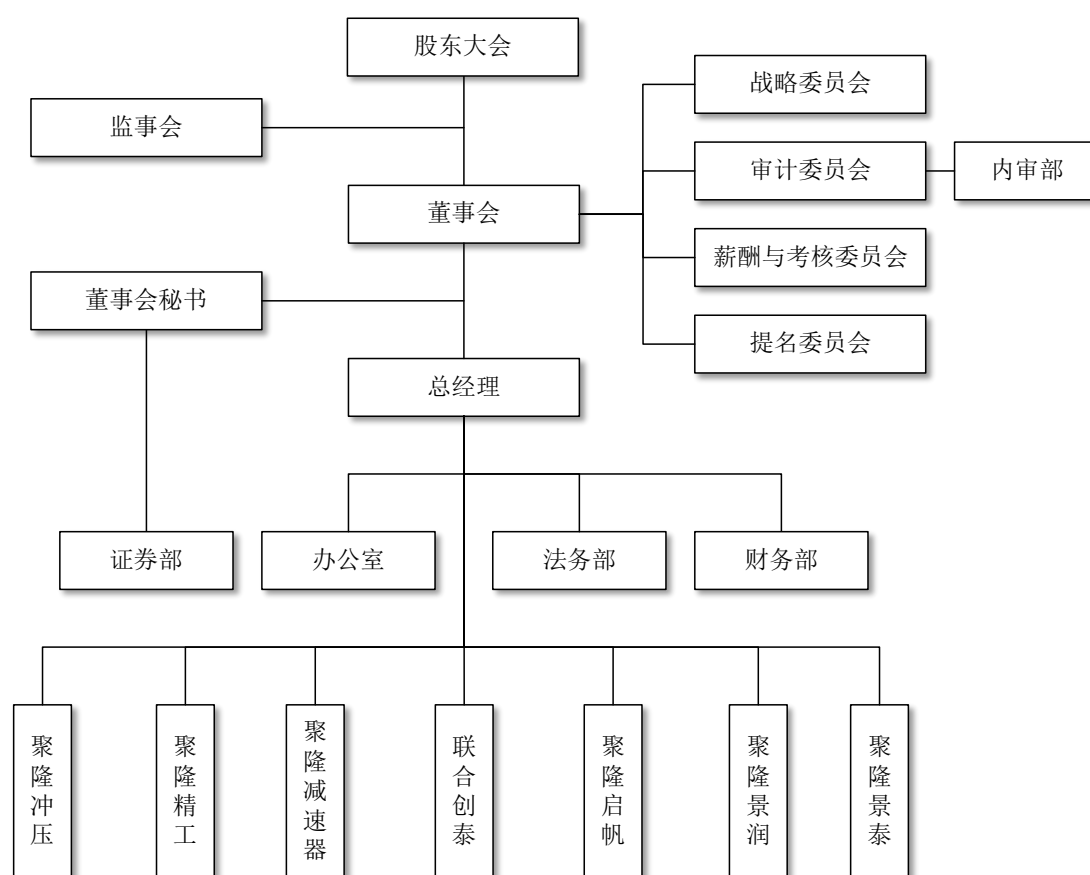 股东大会
战略委员会
监事会
审计委员会
内审部
董事会
薪酬与考核委员会
董事会秘书
提名委员会
总经理
证券部
办公室
法务部
财务部
聚隆冲压
聚隆精工
聚隆减速器
联合创泰
聚隆启帆
聚隆景润
聚隆景泰